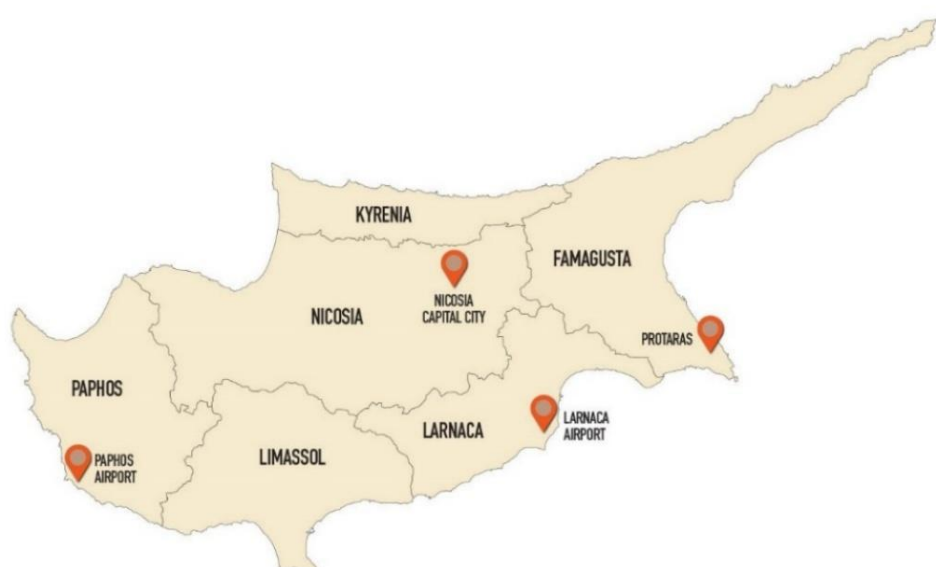 KYRENIA
FAMAGUSTA
NICOSIA
CAPITAL CITY
NICOSIA
PROTARAS
PAPHOS
LARNACA
AIRPORT
LARNACA
LIMASSOL
PAPHOS
AIRPORT